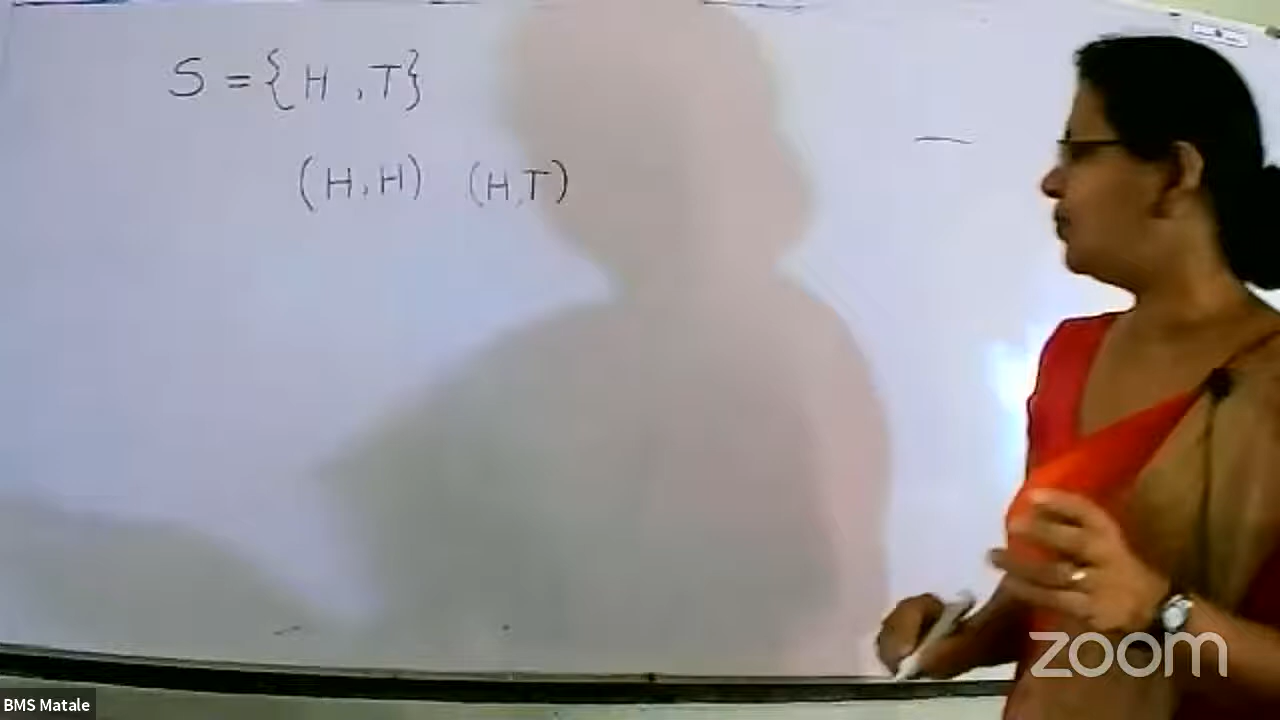 S = {H , T}
(H,H) (H,T)
zoom
BMS Matale